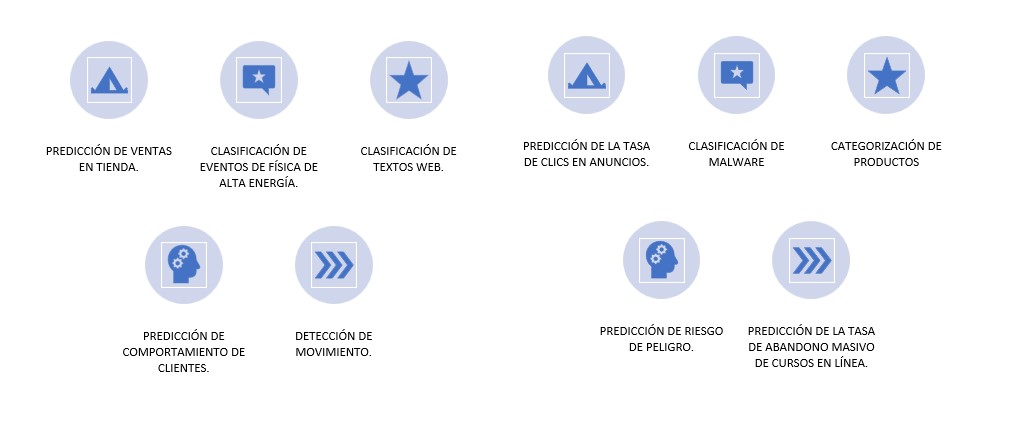 PREDICCIÓN DE VENTAS
EN TIENDA.
CLASIFICACIÓN DE
EVENTOS DE FÍSICA DE
ALTA ENERGÍA.
CLASIFICACIÓN DE
TEXTOS WEB.
PREDICCIÓN DE
COMPORTAMIENTO DE
CLIENTES.
DETECCIÓN DE
MOVIMIENTO.
PREDICCIÓN DE LA TASA
DE CLICS EN ANUNCIOS.
CLASIFICACIÓN DE
MALWARE
CATEGORIZACIÓN DE
PRODUCTOS
PREDICCIÓN DE RIESGO
DE PELIGRO.
PREDICCIÓN DE LA TASA
DE ABANDONO MASIVO
DE CURSOS EN LÍNEA.